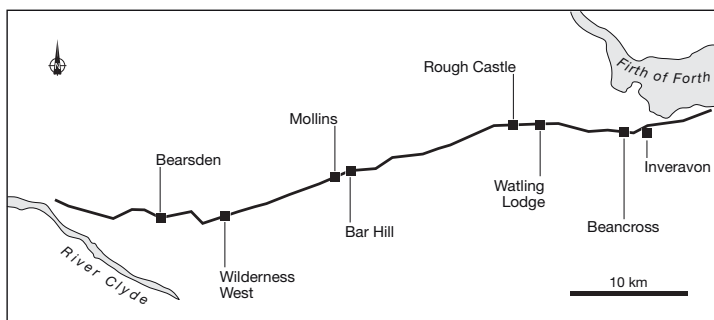 Firth of Forth
Rough Castle
Mollins
Bearsden
Inveravon
Watling
Lodge
Beancross
Bar Hill
Wilderness
West
River Clyde
10 km